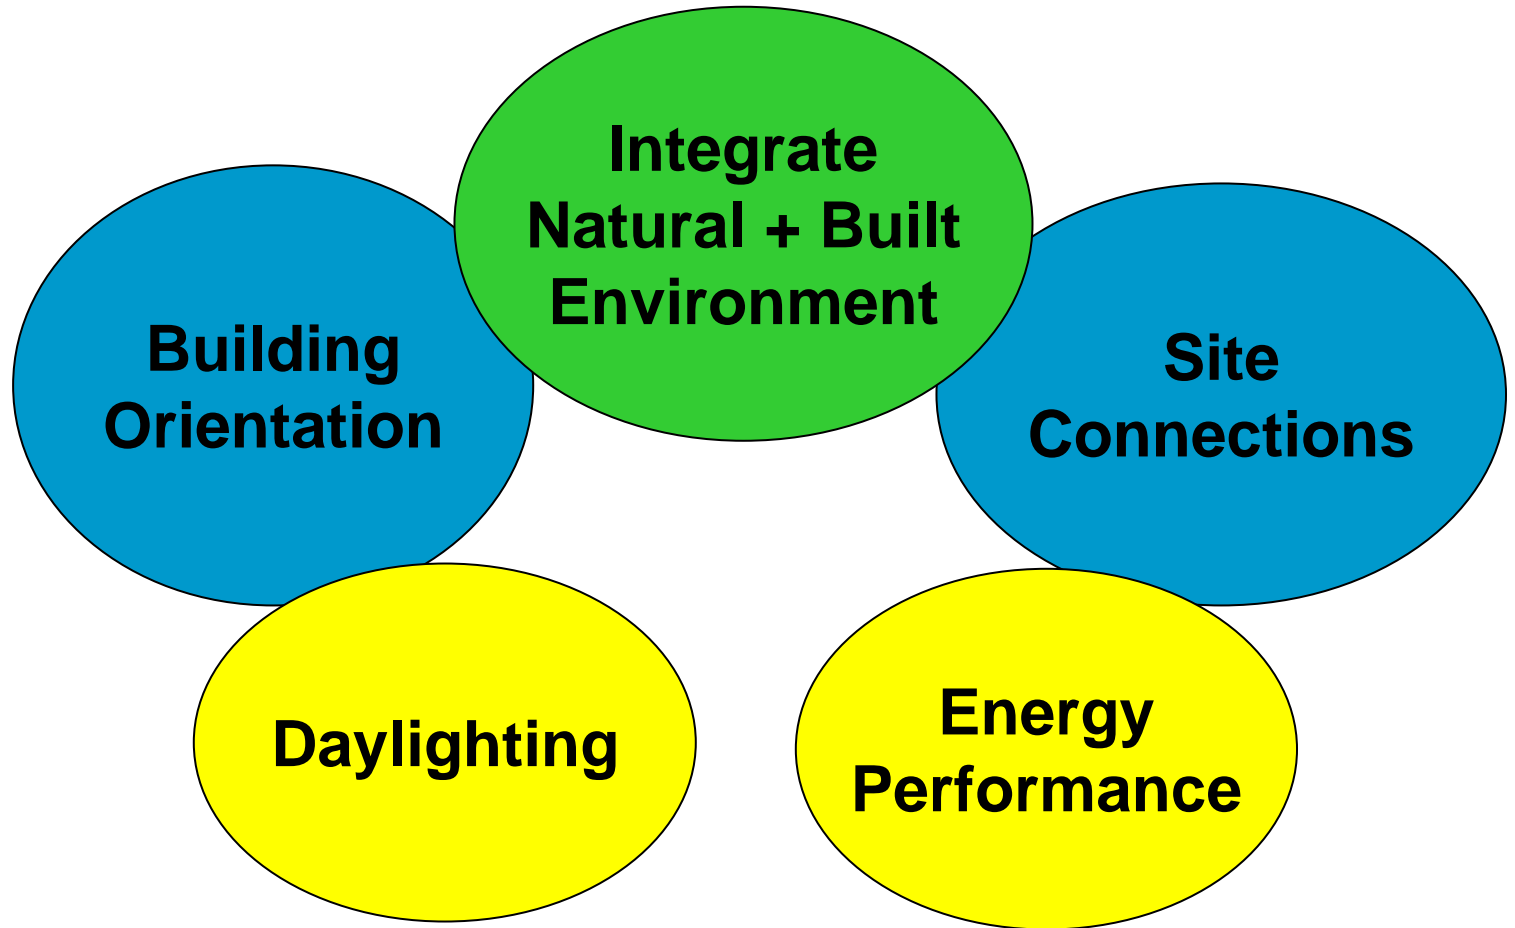 Integrate
Natural + Built
Environment
Building
Orientation
Site
Connections
Daylighting
Energy
Performance